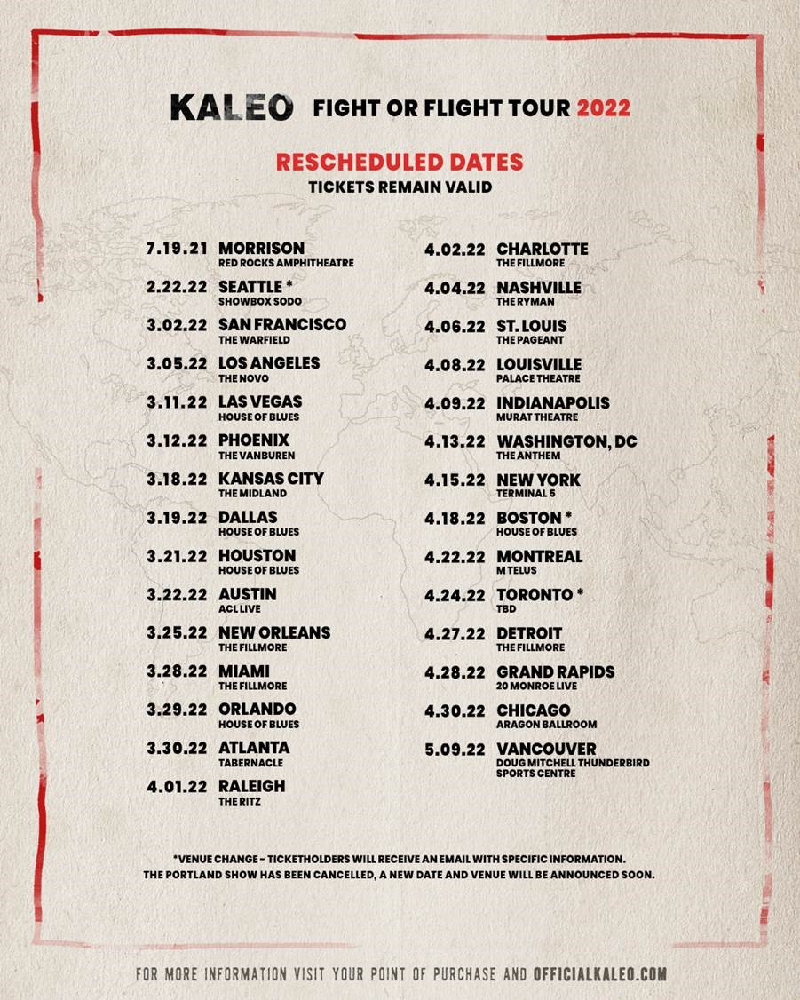 KALEO FIGHT OR FLIGHT TOUR 2022
RESCHEDULED DATES
TICKETS REMAIN VALID
7.19.21 MORRISON
RED ROCKS AMPHITHEATRE
2.22.22 SEATTLE *
SHOWBOX SODO
3.02.22 SAN FRANCISCO
THE WARFIELD
3.05.22 LOS ANGELES
THE NOVO
3.11.22 LAS VEGAS
HOUSE OF BLUES
3.12.22 PHOENIX
THE VANBUREN
3.18.22 KANSAS CITY
THE MIDLAND
3.19.22 DALLAS
HOUSE OF BLUES
3.21.22 HOUSTON
HOUSE OF BLUES
3.22.22 AUSTIN
ACL LIVE
3.25.22 NEW ORLEANS
THE FILLMORE
3.28.22 MIAMI
THE FILLMORE
3.29.22 ORLANDO
HOUSE OF BLUES
3.30.22 ATLANTA
TABERNACLE
4.01.22 RALEIGH
THE RITZ
4.02.22 CHARLOTTE
THE FILLMORE
4.04.22 NASHVILLE
THE RYMAN
4.06.22 ST. LOUIS
THE PAGEANT
4.08.22 LOUISVILLE
PALACE THEATRE
4.09.22 INDIANAPOLIS
MURAT THEATRE
4.13.22 WASHINGTON, DC
THE ANTHEM
4.15.22 NEW YORK
TERMINAL 5
4.18.22 BOSTON *
HOUSE OF BLUES
4.22.22 MONTREAL
M TELUS
4.24.22 TORONTO *
TBD
4.27.22 DETROIT
THE FILLMORE
4.28.22 GRAND RAPIDS
20 MONROE LIVE
4.30.22 CHICAGO
ARAGON BALLROOM
5.09.22 VANCOUVER
DOUG MITCHELL THUNDERBIRD
SPORTS CENTRE
*VENUE CHANGE - TICKETHOLDERS WILL RECEIVE AN EMAIL WITH SPECIFIC INFORMATION.
THE PORTLAND SHOW HAS BEEN CANCELLED, A NEW DATE AND VENUE WILL BE ANNOUNCED SOON.
FOR MORE INFORMATION VISIT YOUR POINT OF PURCHASE AND OFFICIALKALEO.COM